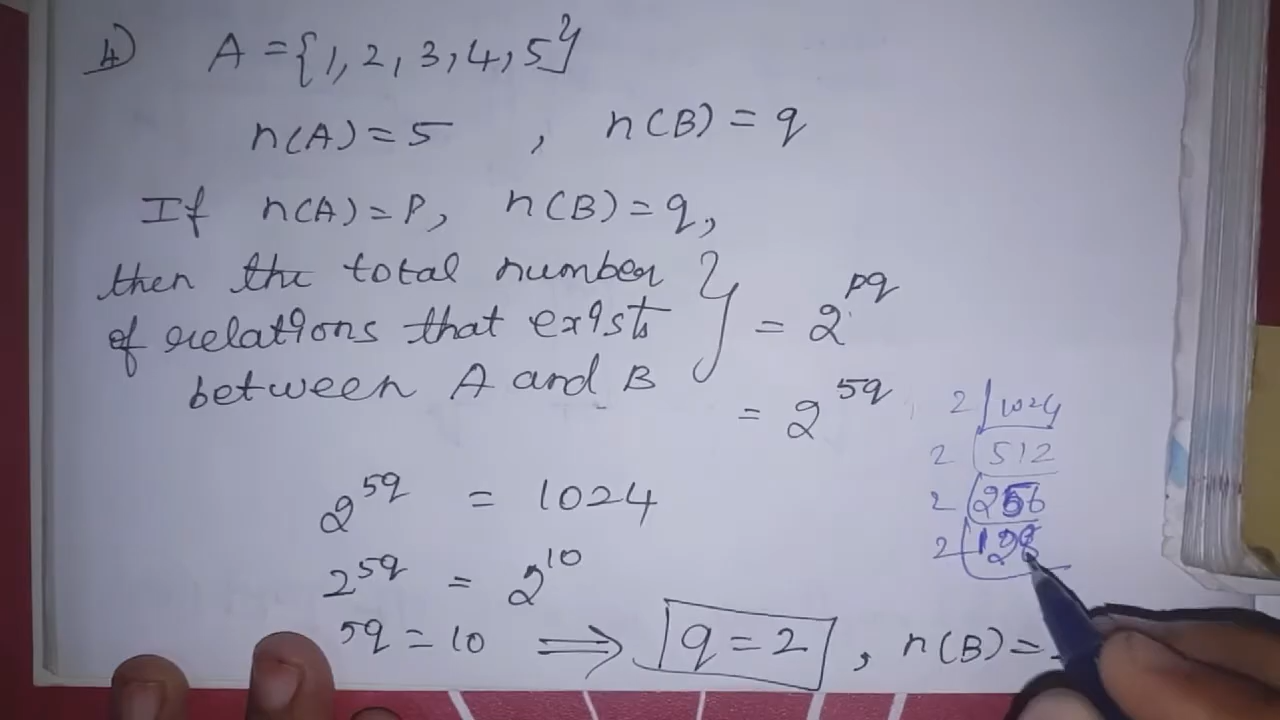 4) A = {1, 2, 3, 4, 5}
n(A) = 5 , n(B) = q
If n(A) = P, n(B) = q,
then the total number
of relations that exists
between A and B } = 2^pq
= 2^5q
2 | 1024
2 | 512
2 | 256
2 | 128
2^5q = 1024
2^5q = 2^10
5q = 10 ⟹ q = 2 , n(B) =